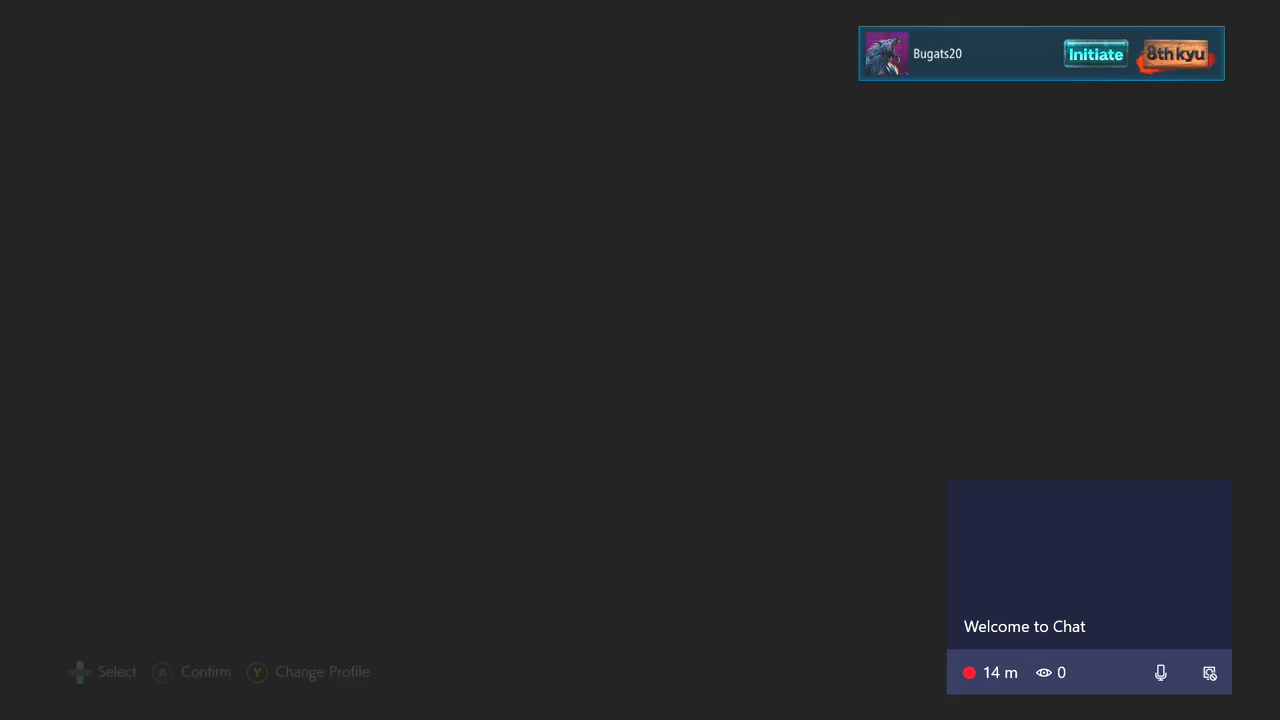 Bugats20 Initiate 8th kyu
Welcome to Chat
14 m 0
Select A Confirm Y Change Profile